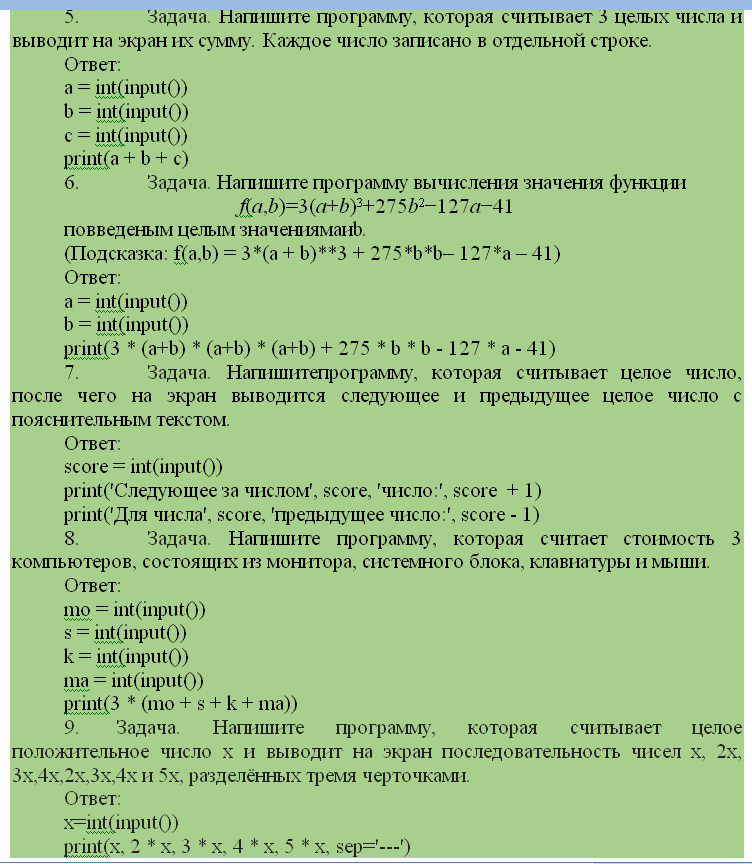 5. Задача. Напишите программу, которая считывает 3 целых числа и
выводит на экран их сумму. Каждое число записано в отдельной строке.
Ответ:
a = int(input())
b = int(input())
c = int(input())
print(a + b + c)
6. Задача. Напишите программу вычисления значения функции
f(a,b)=3(a+b)³+275b²−127a−41
повведеным целым значениямаиb.
(Подсказка: f(a,b) = 3*(a + b)**3 + 275*b*b– 127*a – 41)
Ответ:
a = int(input())
b = int(input())
print(3 * (a+b) * (a+b) * (a+b) + 275 * b * b - 127 * a - 41)
7. Задача. Напишитепрограмму, которая считывает целое число,
после чего на экран выводится следующее и предыдущее целое число с
пояснительным текстом.
Ответ:
score = int(input())
print('Следующее за числом', score, 'число:', score + 1)
print('Для числа', score, 'предыдущее число:', score - 1)
8. Задача. Напишите программу, которая считает стоимость 3
компьютеров, состоящих из монитора, системного блока, клавиатуры и мыши.
Ответ:
mo = int(input())
s = int(input())
k = int(input())
ma = int(input())
print(3 * (mo + s + k + ma))
9. Задача. Напишите программу, которая считывает целое
положительное число x и выводит на экран последовательность чисел x, 2x,
3x,4x,2x,3x,4x и 5x, разделённых тремя черточками.
Ответ:
x=int(input())
print(x, 2 * x, 3 * x, 4 * x, 5 * x, sep='---')